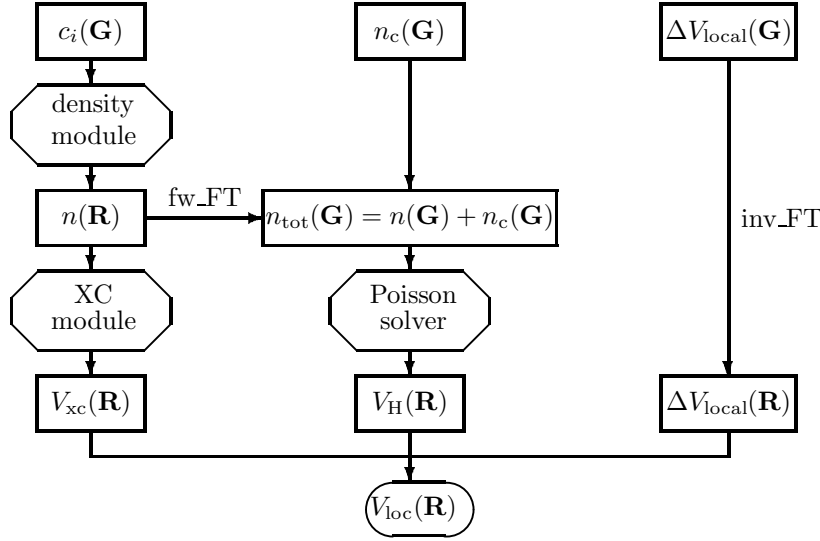 c_i(G) n_c(G) ΔV_local(G)
density
module
n(R) fw_FT n_tot(G) = n(G) + n_c(G) inv_FT
XC
module
Poisson
solver
V_xc(R) V_H(R) ΔV_local(R)
V_loc(R)